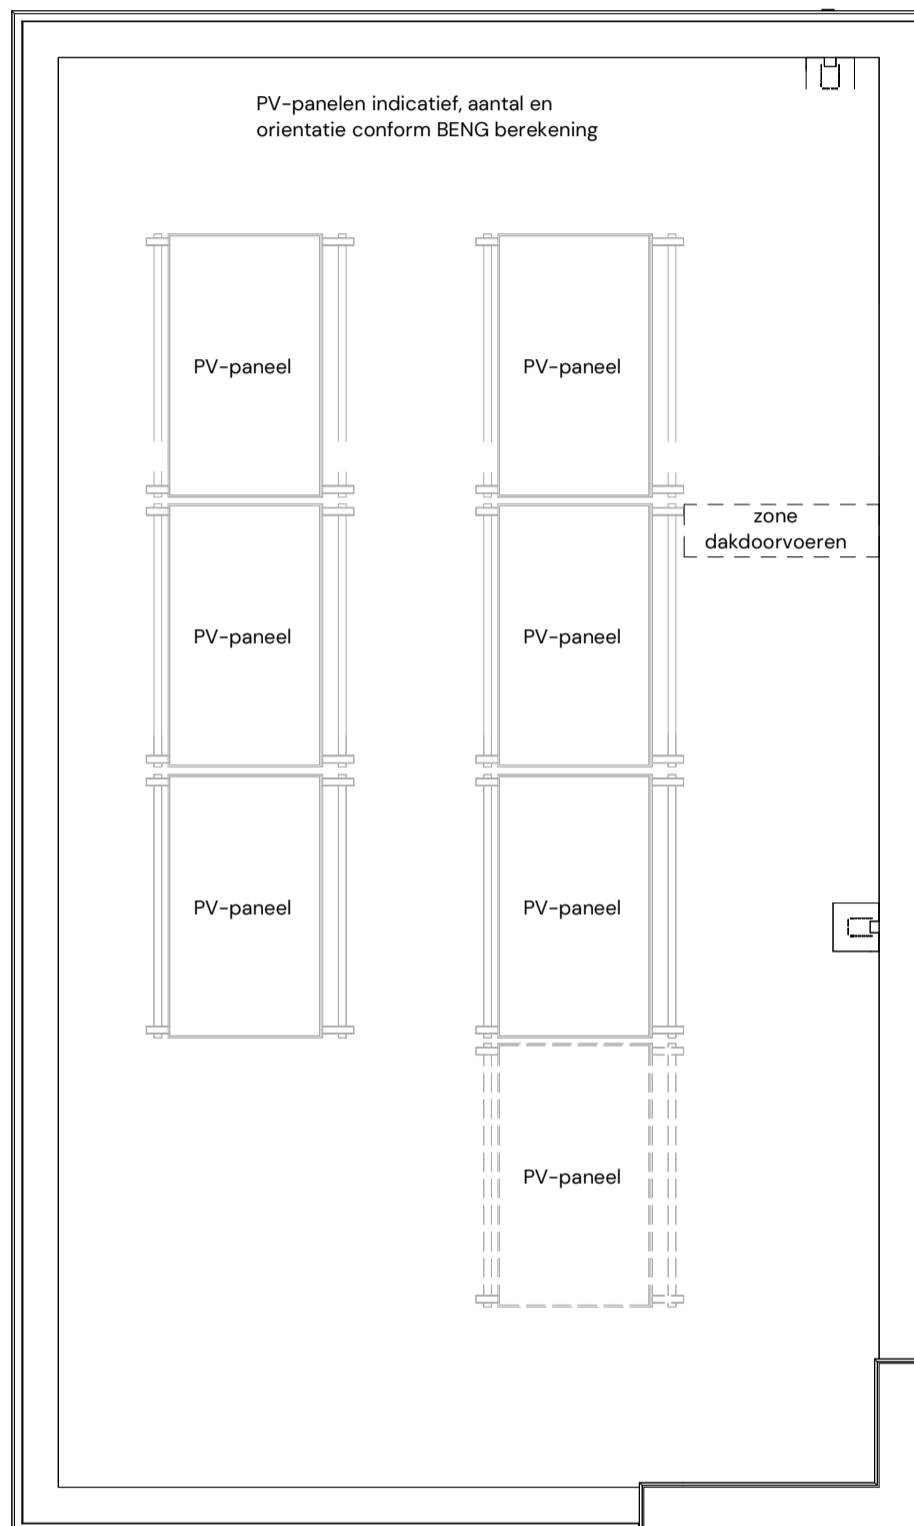 PV-panelen indicatief, aantal en
orientatie conform BENG berekening
PV-paneel
PV-paneel
zone
dakdoorvoeren
PV-paneel
PV-paneel
PV-paneel
PV-paneel
PV-paneel